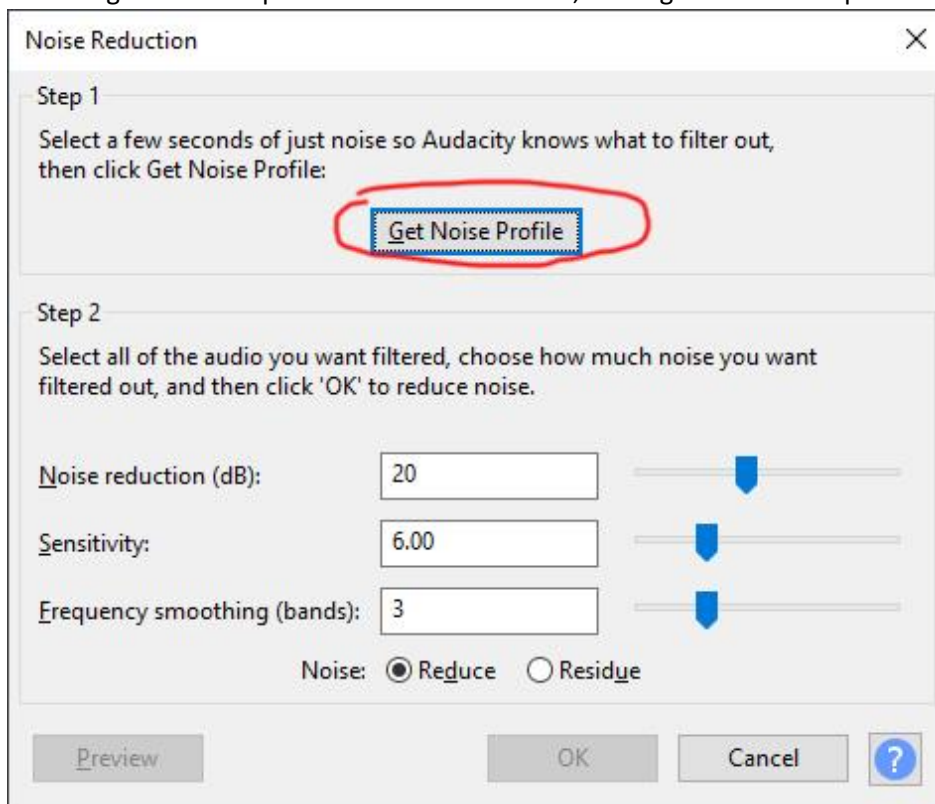 Noise Reduction
Step 1
Select a few seconds of just noise so Audacity knows what to filter out,
then click Get Noise Profile:
Get Noise Profile
Step 2
Select all of the audio you want filtered, choose how much noise you want
filtered out, and then click 'OK' to reduce noise.
Noise reduction (dB): 20
Sensitivity: 6.00
Frequency smoothing (bands): 3
Noise: Reduce Residue
Preview OK Cancel ?